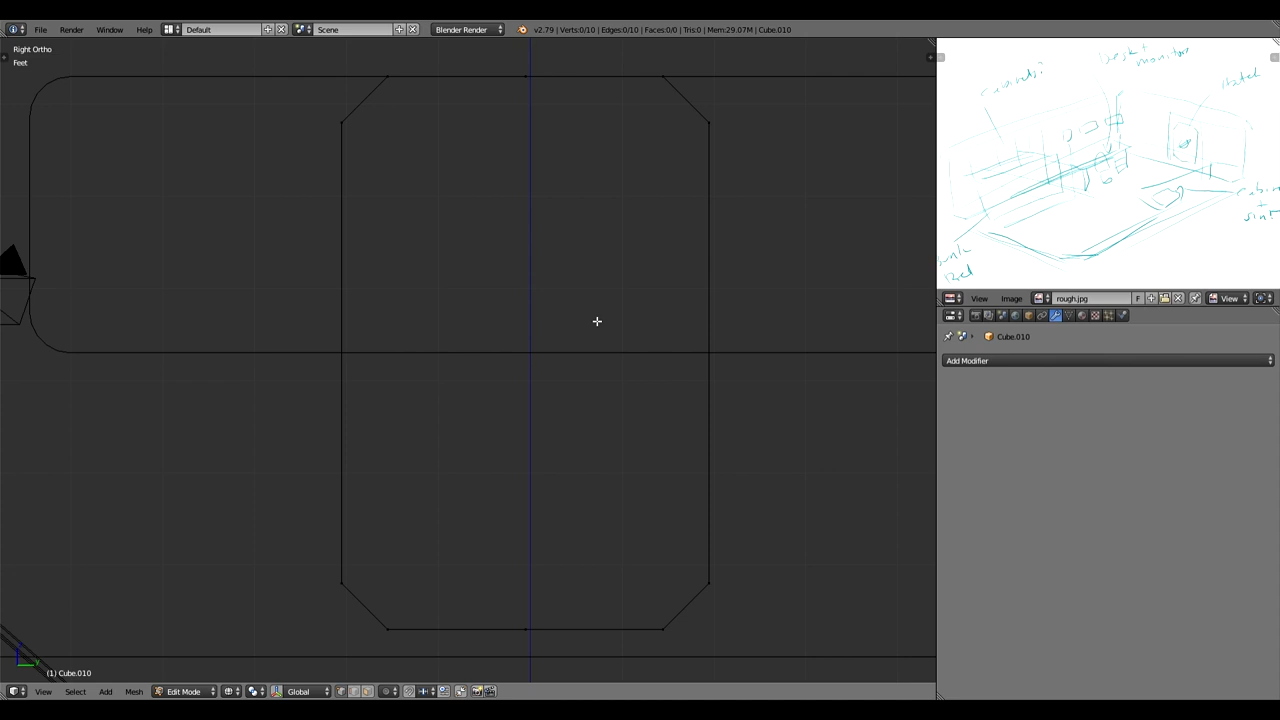 File Render Window Help Default Scene Blender Render v2.79 | Verts:0/10 | Edges:0/10 | Faces:0/0 | Tris:0 | Mem:29.07M | Cube.010
Right Ortho
Feet
(1) Cube.010
View Select Add Mesh Edit Mode Global
monitors
Hatch
View Image rough.jpg F View
Cube.010
Add Modifier